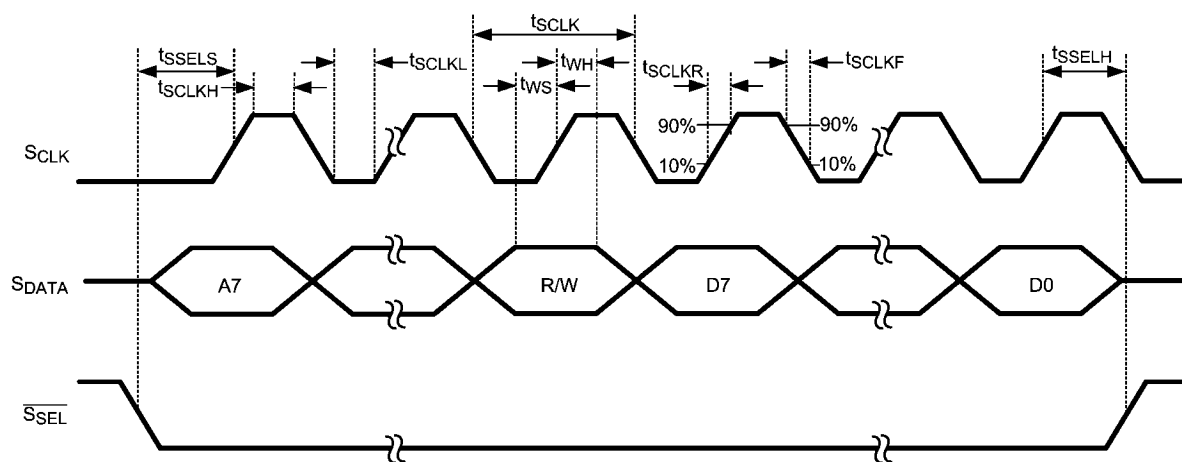 tSCLK
tSSELS
tSCLKL
tWH
tSCLKR
tSCLKF
tSSELH
tSCLKH
tWS
90%
90%
SCLK
10%
10%
SDATA
A7
R/W
D7
D0
SSEL